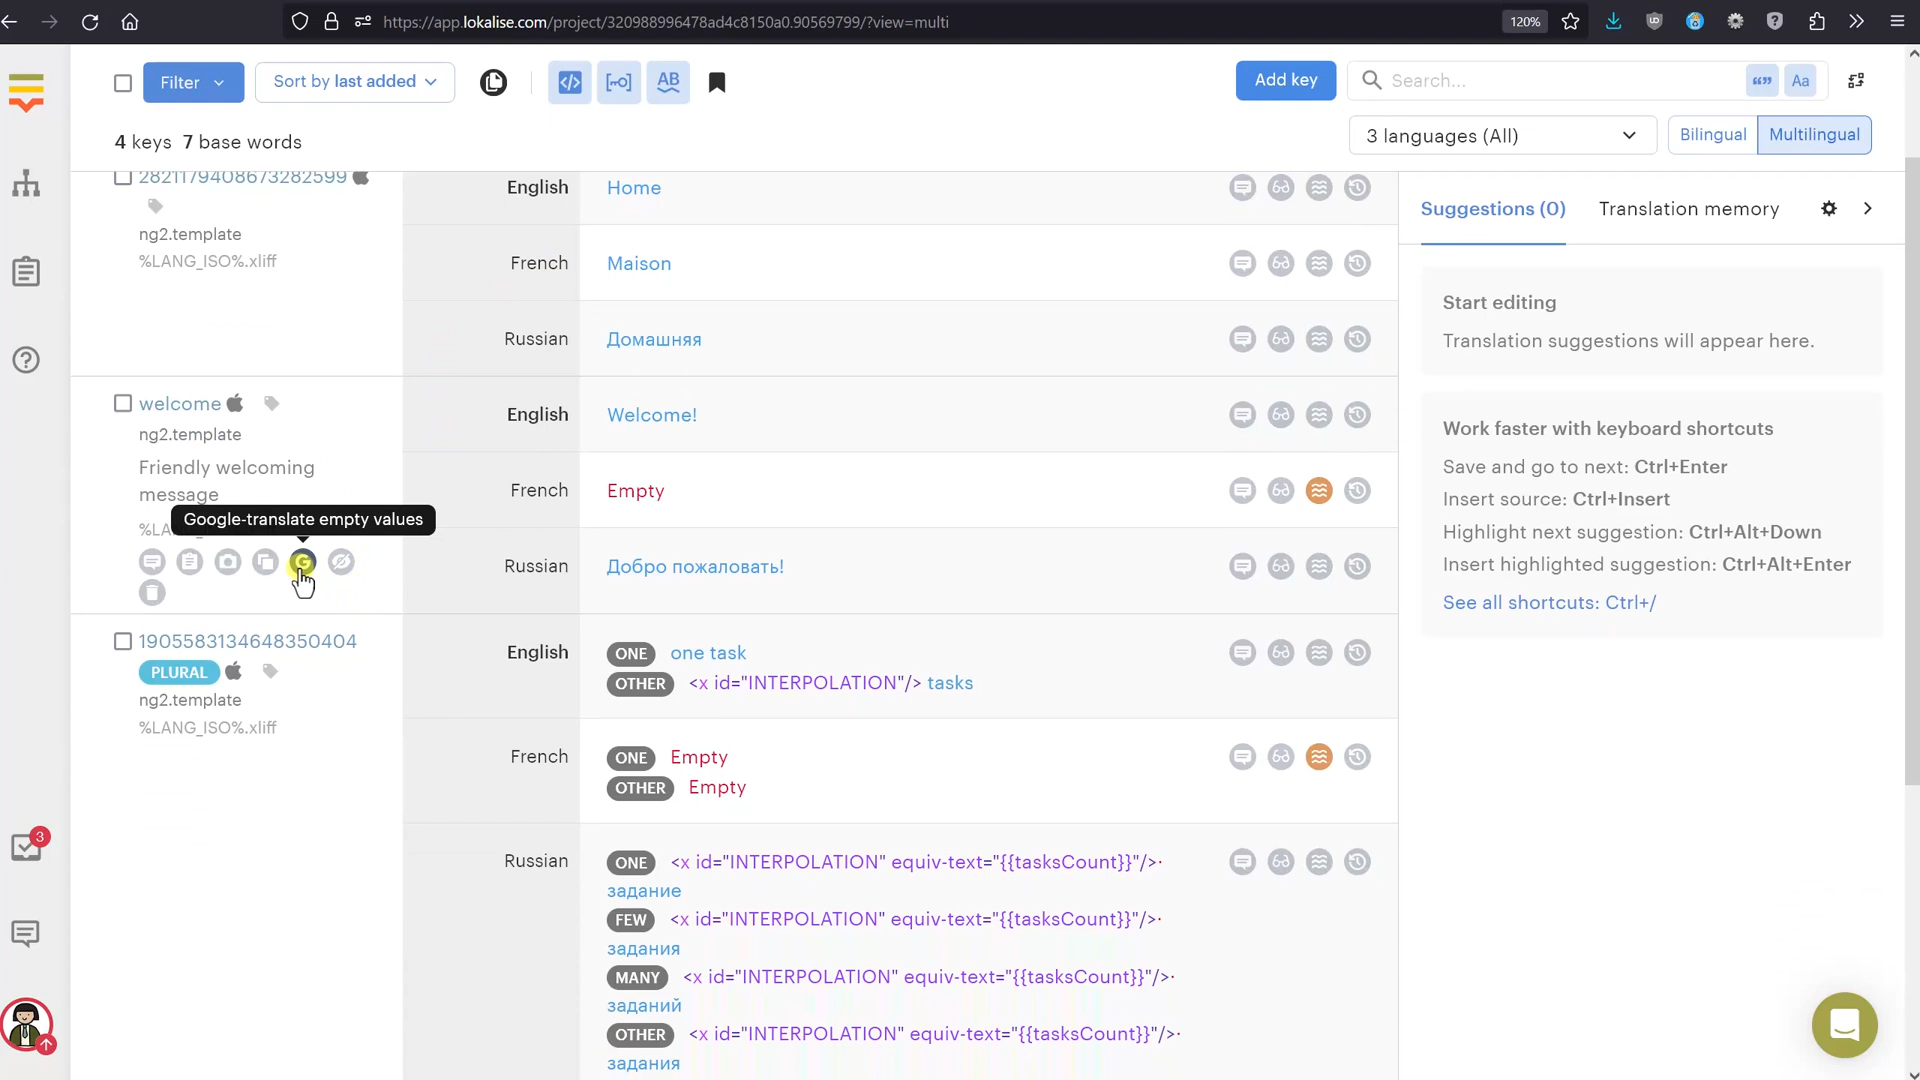 https://app.lokalise.com/project/320988996478ad4c8150a0.90569799/?view=multi
120%
Filter
Sort by last added
AB
Add key
Search...
Aa
4 keys 7 base words
3 languages (All)
Bilingual
Multilingual
2821179408673282599
ng2.template
%LANG_ISO%.xliff
English
Home
French
Maison
Russian
Домашняя
welcome
ng2.template
Friendly welcoming
message
%LA
Google-translate empty values
English
Welcome!
French
Empty
Russian
Добро пожаловать!
1905583134648350404
PLURAL
ng2.template
%LANG_ISO%.xliff
English
ONE one task
OTHER <x id="INTERPOLATION"/> tasks
French
ONE Empty
OTHER Empty
Russian
ONE <x id="INTERPOLATION" equiv-text="{{tasksCount}}"/>·
задание
FEW <x id="INTERPOLATION" equiv-text="{{tasksCount}}"/>·
задания
MANY <x id="INTERPOLATION" equiv-text="{{tasksCount}}"/>·
заданий
OTHER <x id="INTERPOLATION" equiv-text="{{tasksCount}}"/>·
задания
Suggestions (0)
Translation memory
Start editing
Translation suggestions will appear here.
Work faster with keyboard shortcuts
Save and go to next: Ctrl+Enter
Insert source: Ctrl+Insert
Highlight next suggestion: Ctrl+Alt+Down
Insert highlighted suggestion: Ctrl+Alt+Enter
See all shortcuts: Ctrl+/
3